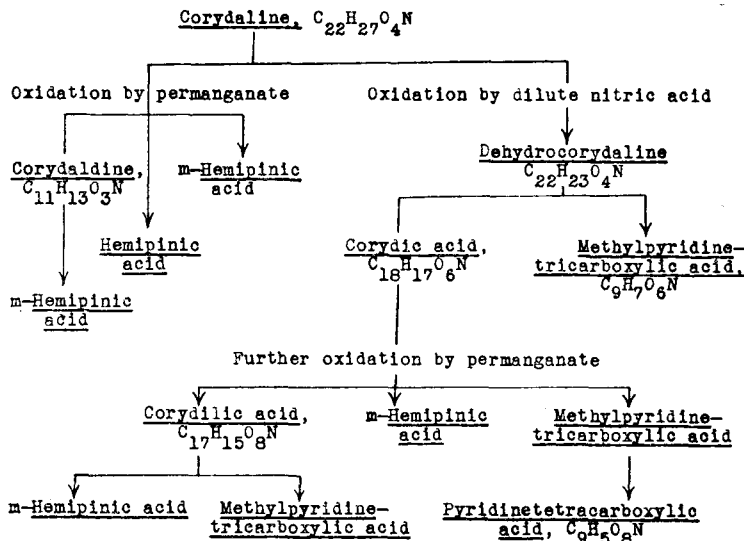 Corydaline, C22H27O4N
Oxidation by permanganate
Oxidation by dilute nitric acid
Corydaldine,
C11H13O3N
m-Hemipinic
acid
Dehydrocorydaline
C22H23O4N
Hemipinic
acid
Corydic acid,
C18H17O6N
Methylpyridine-
tricarboxylic acid,
C9H7O6N
m-Hemipinic
acid
Further oxidation by permanganate
Corydilic acid,
C17H15O8N
m-Hemipinic
acid
Methylpyridine-
tricarboxylic acid
m-Hemipinic acid
Methylpyridine-
tricarboxylic acid
Pyridinetetracarboxylic
acid, C9H5O8N